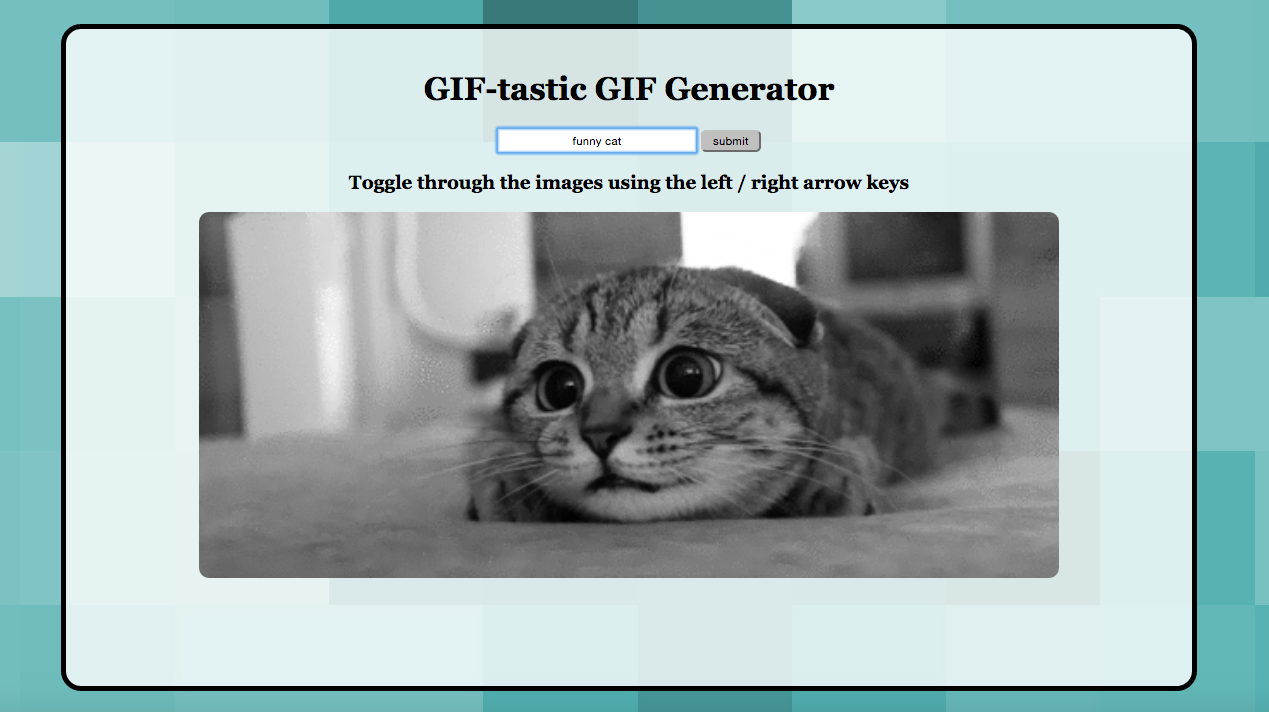 GIF-tastic GIF Generator
funny cat submit
Toggle through the images using the left / right arrow keys